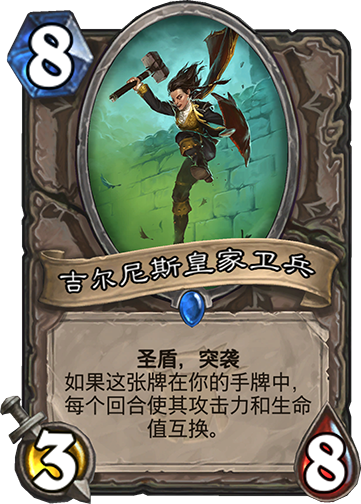 8
吉尔尼斯皇家卫兵
圣盾，突袭
如果这张牌在你的手牌中，
每个回合使其攻击力和生命
值互换。
3
8